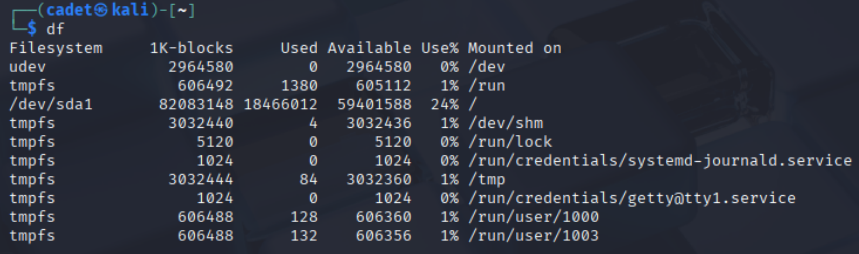 ┌──(cadet㉿kali)-[~]
└─$ df
Filesystem     1K-blocks     Used Available Use% Mounted on
udev             2964580        0   2964580   0% /dev
tmpfs             606492     1380    605112   1% /run
/dev/sda1       82083148 18466012  59401588  24% /
tmpfs            3032440        4   3032436   1% /dev/shm
tmpfs               5120        0      5120   0% /run/lock
tmpfs               1024        0      1024   0% /run/credentials/systemd-journald.service
tmpfs            3032444       84   3032360   1% /tmp
tmpfs               1024        0      1024   0% /run/credentials/getty@tty1.service
tmpfs             606488      128    606360   1% /run/user/1000
tmpfs             606488      132    606356   1% /run/user/1003